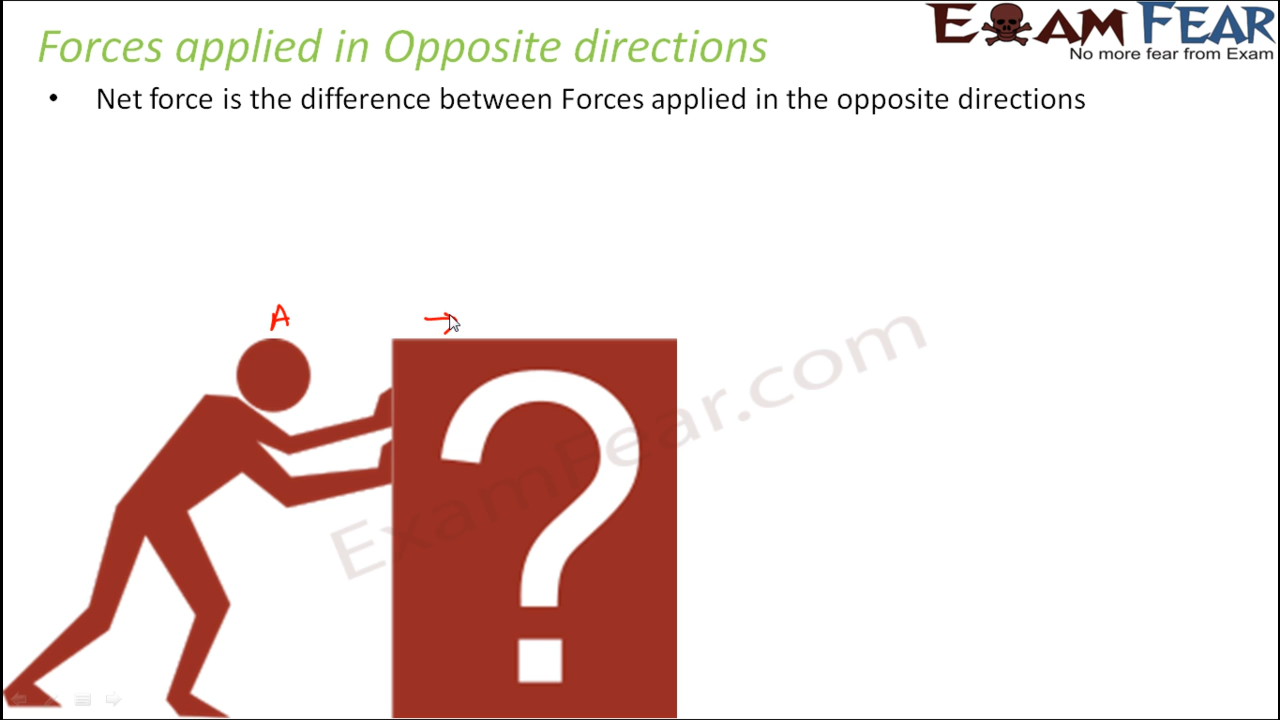 Forces applied in Opposite directions
EXAM FEAR
No more fear from Exam
• Net force is the difference between Forces applied in the opposite directions
A
→
?
ExamFear.com